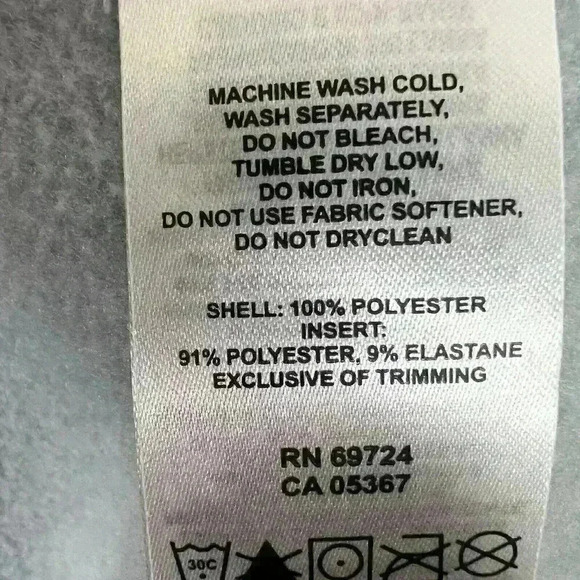 MACHINE WASH COLD,
WASH SEPARATELY,
DO NOT BLEACH,
TUMBLE DRY LOW,
DO NOT IRON,
DO NOT USE FABRIC SOFTENER,
DO NOT DRYCLEAN
SHELL: 100% POLYESTER
INSERT:
91% POLYESTER, 9% ELASTANE
EXCLUSIVE OF TRIMMING
RN 69724
CA 05367
30C